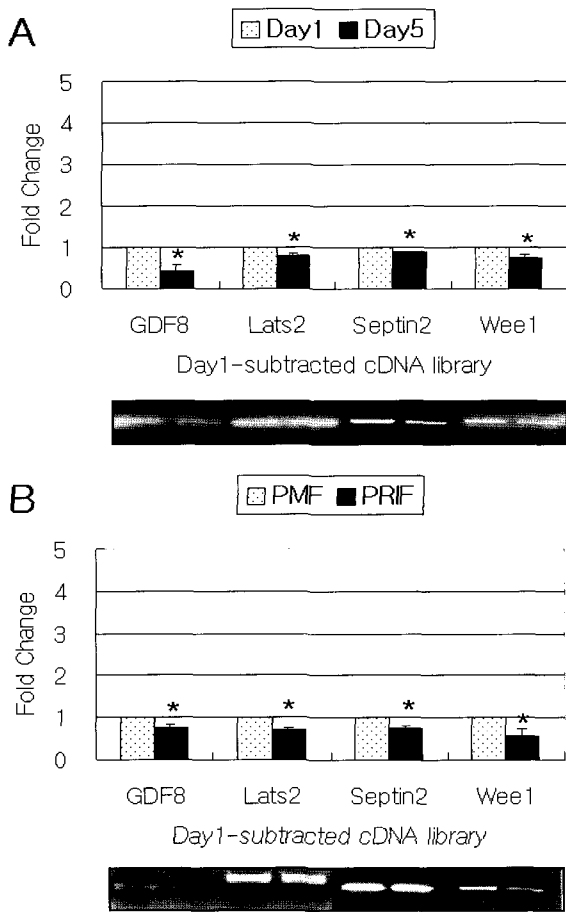 A
Day1 Day5
Fold Change
5
4
3
2
1
0
* * * *
GDF8 Lats2 Septin2 Wee1
Day1-subtracted cDNA library
B
PMF PRIF
Fold Change
5
4
3
2
1
0
* * * *
GDF8 Lats2 Septin2 Wee1
Day1-subtracted cDNA library